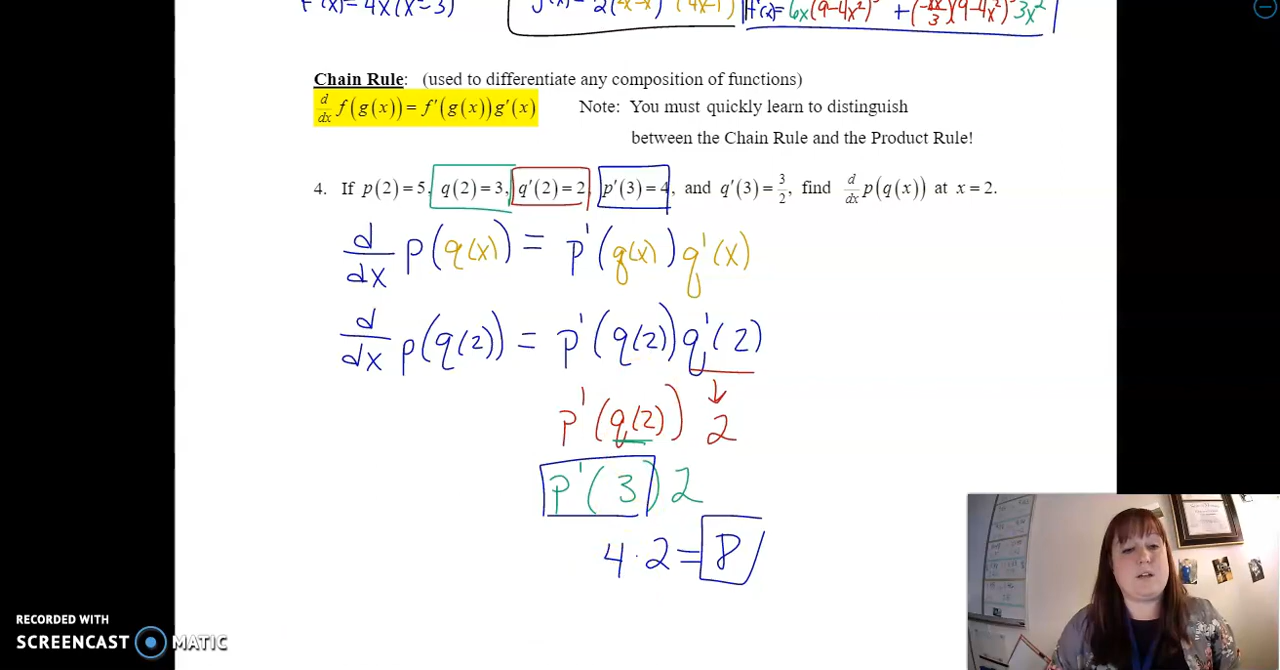 F'(x) = 4x(x²-3)
+
Chain Rule: (used to differentiate any composition of functions)
d/dx f(g(x)) = f'(g(x))g'(x) Note: You must quickly learn to distinguish
between the Chain Rule and the Product Rule!
4. If p(2) = 5, q(2) = 3, q'(2) = 2, p'(3) = 4, and q'(3) = 3/2, find d/dx p(q(x)) at x = 2.
d/dx p(q(x)) = p'(q(x)) q'(x)
d/dx p(q(2)) = p'(q(2)) q'(2)
p'(q(2)) 2
p'(3) 2
4·2 = 8
RECORDED WITH
SCREENCAST MATIC